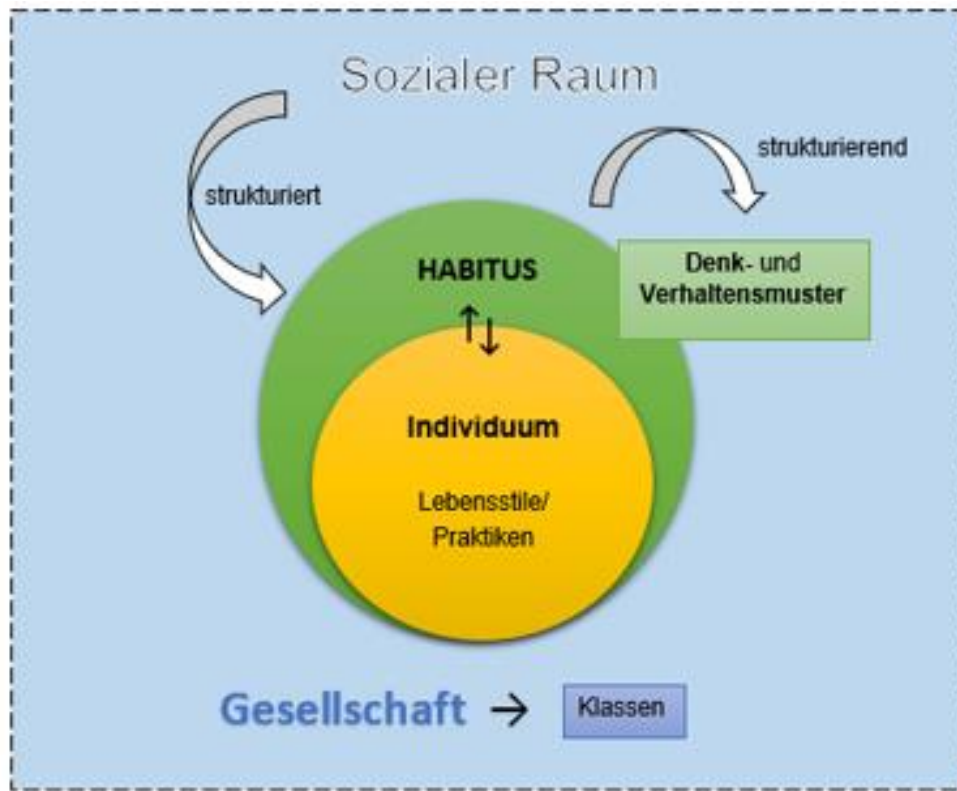 Sozialer Raum
strukturierend
strukturiert
HABITUS
Denk- und
Verhaltensmuster
Individuum
Lebensstile/
Praktiken
Gesellschaft → Klassen